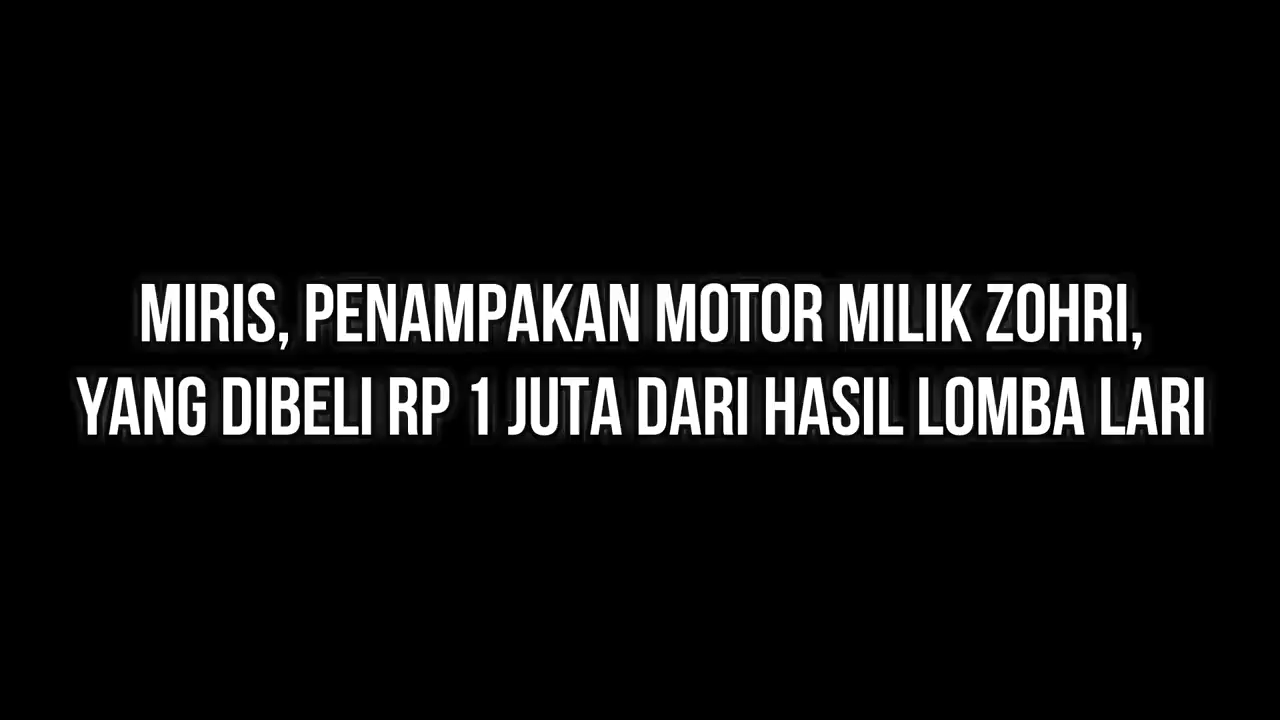 MIRIS, PENAMPAKAN MOTOR MILIK ZOHRI,
YANG DIBELI RP 1 JUTA DARI HASIL LOMBA LARI